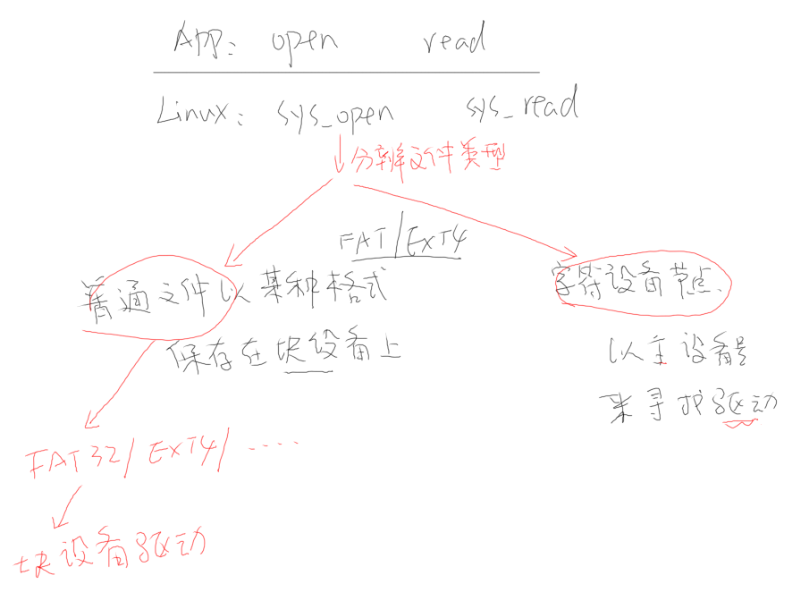 App: open read
Linux: sys_open sys_read
分辨文件类型
FAT/EXT4
普通文件以某种格式
保存在块设备上
字符设备节点.
以主设备号
来寻找驱动
FAT32/EXT4/....
块设备驱动